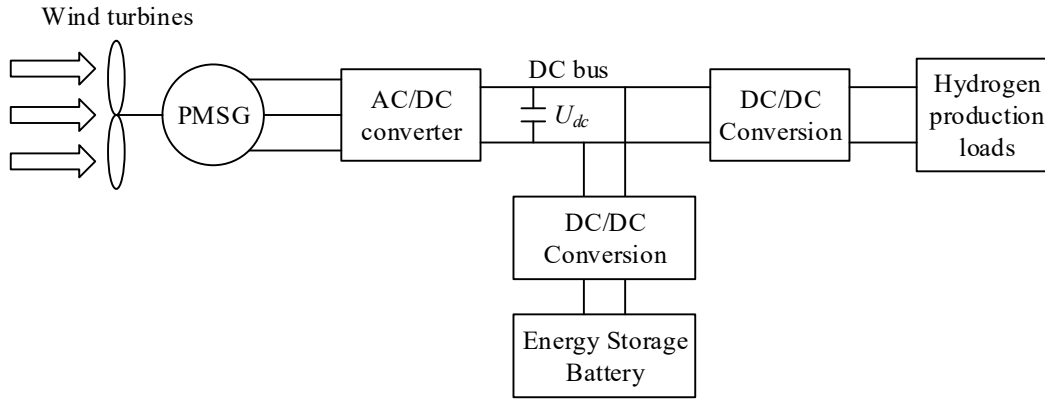 Wind turbines
PMSG
AC/DC
converter
DC bus
U_dc
DC/DC
Conversion
Hydrogen
production
loads
DC/DC
Conversion
Energy Storage
Battery